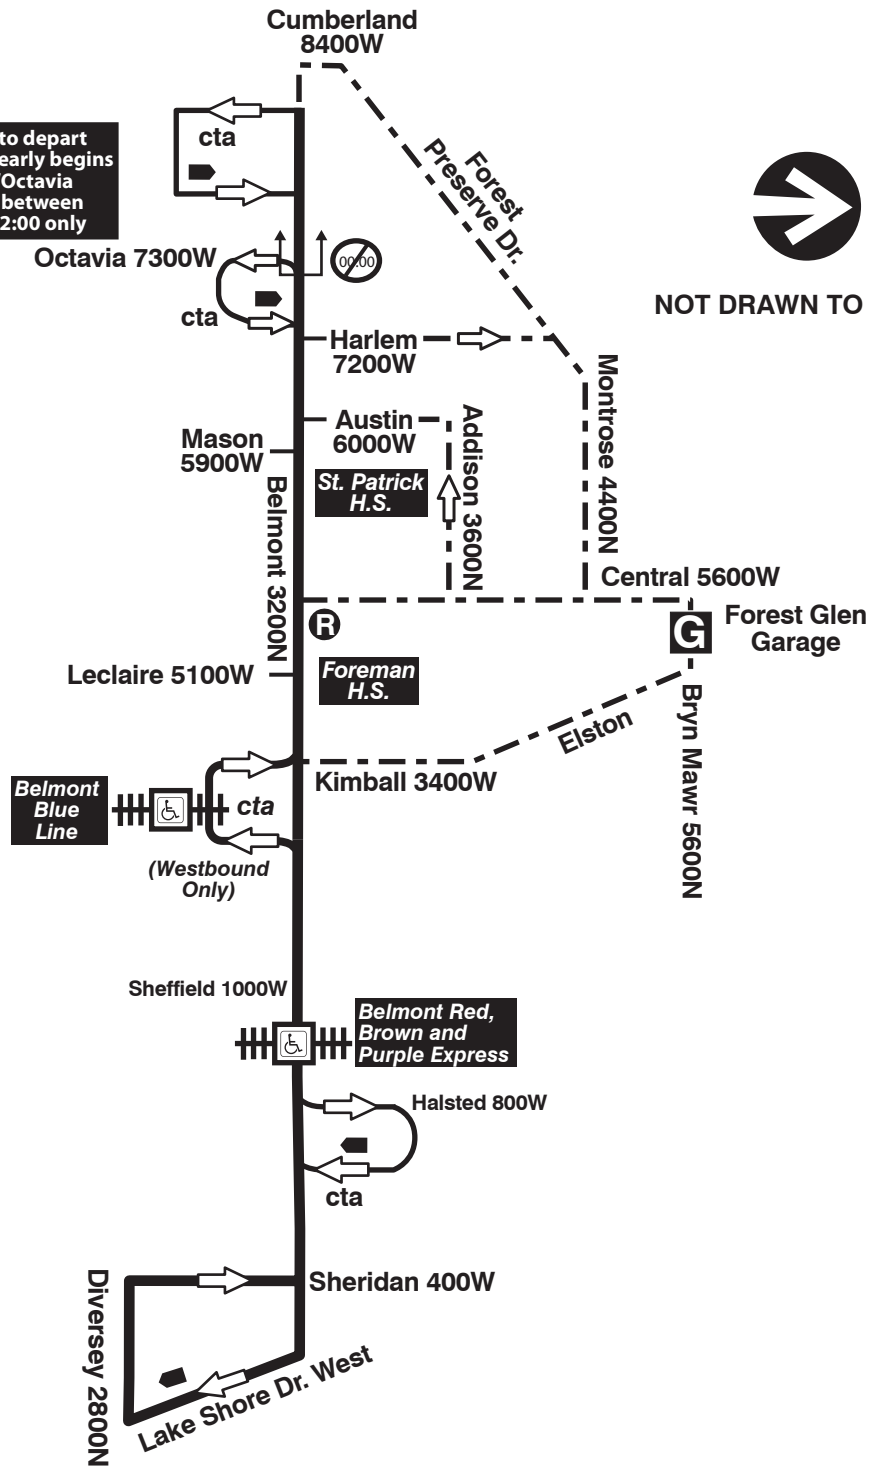 Cumberland
8400W
cta
to depart
early begins
Octavia
between
2:00 only
Forest
Preserve Dr.
Octavia 7300W
00:00
cta
NOT DRAWN TO
Harlem
7200W
Montrose 4400N
Austin
6000W
Addison 3600N
Mason
5900W
St. Patrick
H.S.
Belmont 3200N
Central 5600W
R
G
Forest Glen
Garage
Leclaire 5100W
Foreman
H.S.
Bryn Mawr 5600N
Elston
Kimball 3400W
Belmont
Blue
Line
cta
(Westbound
Only)
Sheffield 1000W
Belmont Red,
Brown and
Purple Express
Halsted 800W
cta
Sheridan 400W
Diversey 2800N
Lake Shore Dr. West